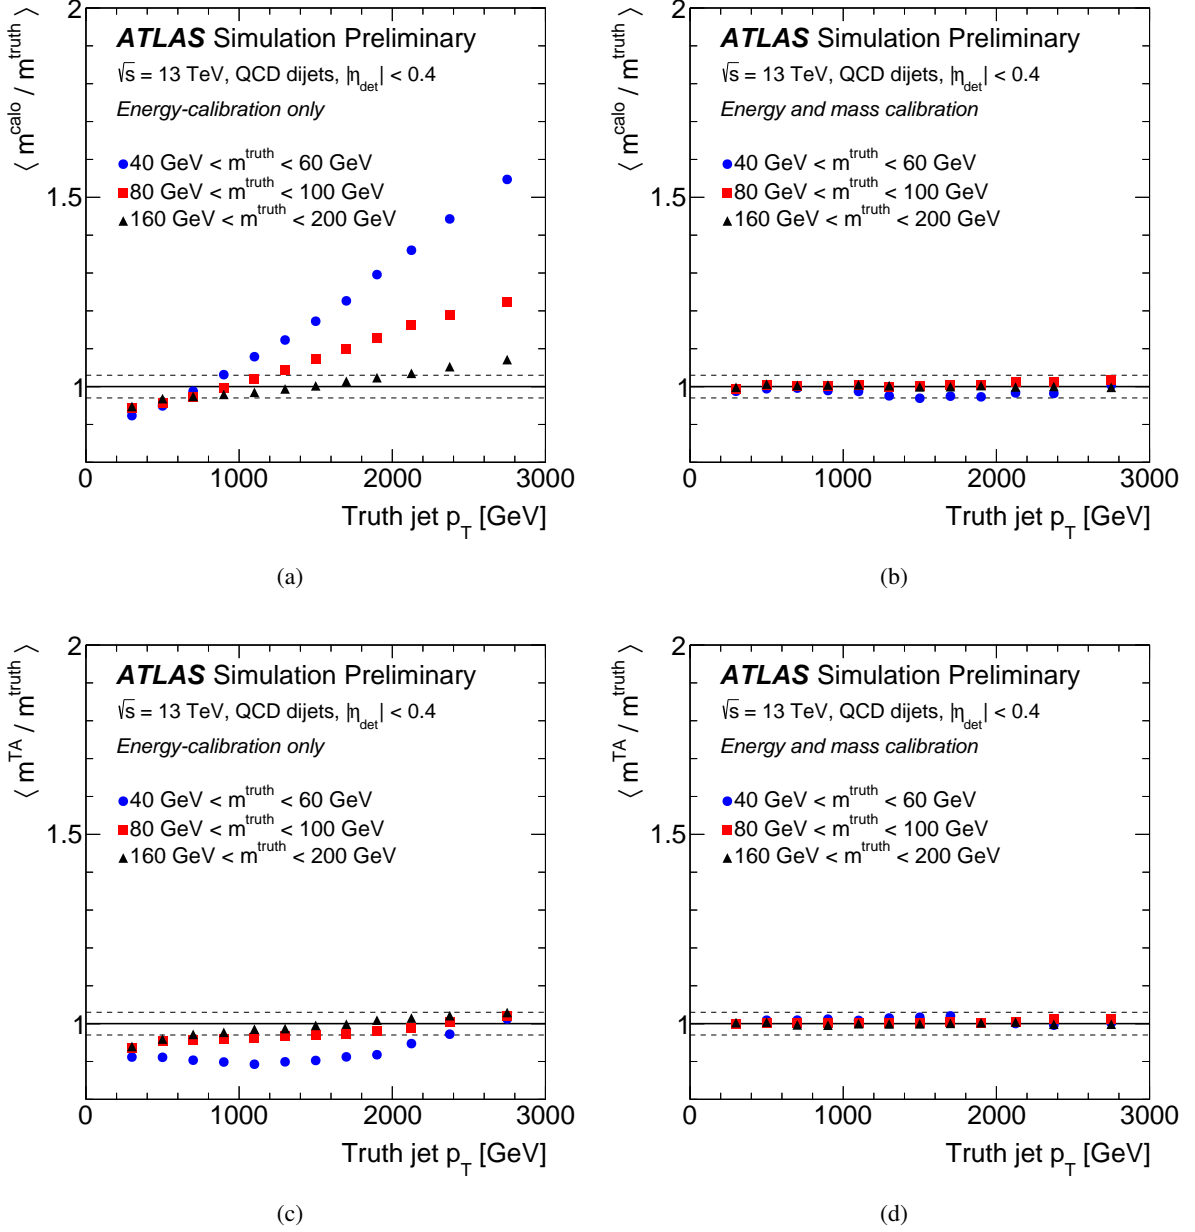 2
1.5
1
⟨ m^calo / m^truth ⟩
ATLAS Simulation Preliminary
√s = 13 TeV, QCD dijets, |η_det| < 0.4
Energy-calibration only
40 GeV < m^truth < 60 GeV
80 GeV < m^truth < 100 GeV
160 GeV < m^truth < 200 GeV
0 1000 2000 3000
Truth jet p_T [GeV]
(a)
2
1.5
1
⟨ m^calo / m^truth ⟩
ATLAS Simulation Preliminary
√s = 13 TeV, QCD dijets, |η_det| < 0.4
Energy and mass calibration
40 GeV < m^truth < 60 GeV
80 GeV < m^truth < 100 GeV
160 GeV < m^truth < 200 GeV
0 1000 2000 3000
Truth jet p_T [GeV]
(b)
2
1.5
1
⟨ m^TA / m^truth ⟩
ATLAS Simulation Preliminary
√s = 13 TeV, QCD dijets, |η_det| < 0.4
Energy-calibration only
40 GeV < m^truth < 60 GeV
80 GeV < m^truth < 100 GeV
160 GeV < m^truth < 200 GeV
0 1000 2000 3000
Truth jet p_T [GeV]
(c)
2
1.5
1
⟨ m^TA / m^truth ⟩
ATLAS Simulation Preliminary
√s = 13 TeV, QCD dijets, |η_det| < 0.4
Energy and mass calibration
40 GeV < m^truth < 60 GeV
80 GeV < m^truth < 100 GeV
160 GeV < m^truth < 200 GeV
0 1000 2000 3000
Truth jet p_T [GeV]
(d)